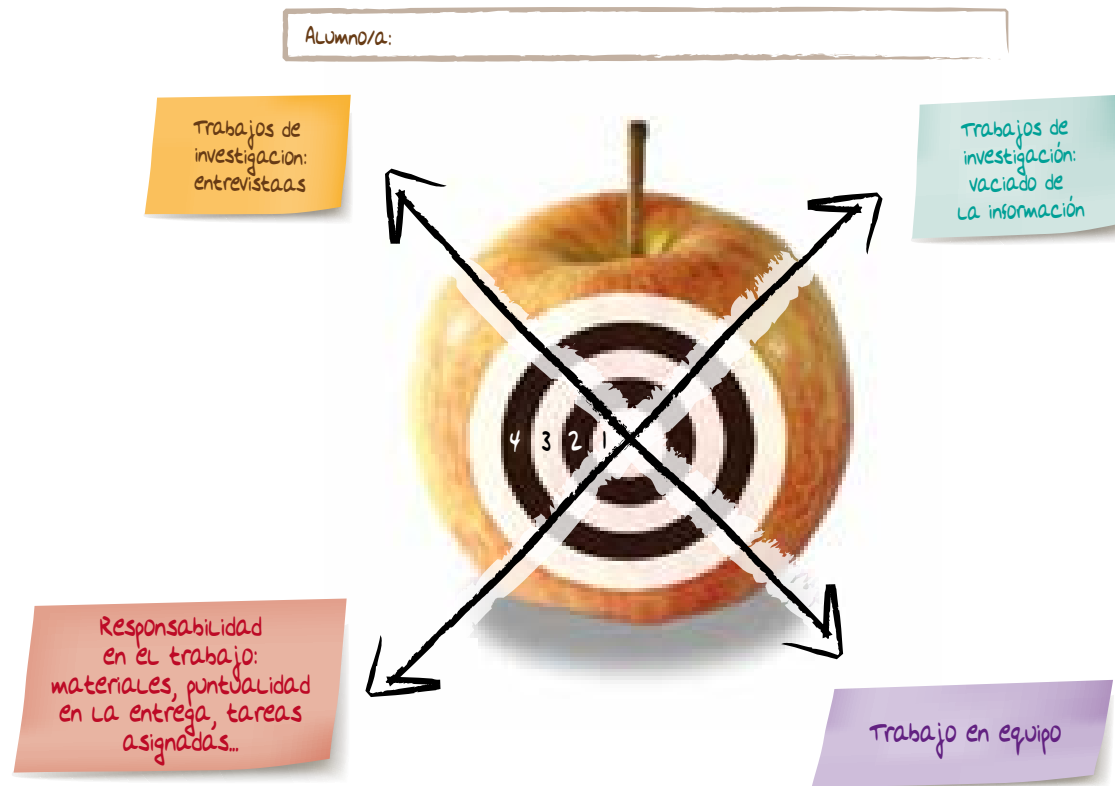 Alumno/a:
Trabajos de
investigacion:
entrevistaas
Trabajos de
investigación:
vaciado de
la información
4 3 2 1
Responsabilidad
en el trabajo:
materiales, puntualidad
en la entrega, tareas
asignadas...
Trabajo en equipo